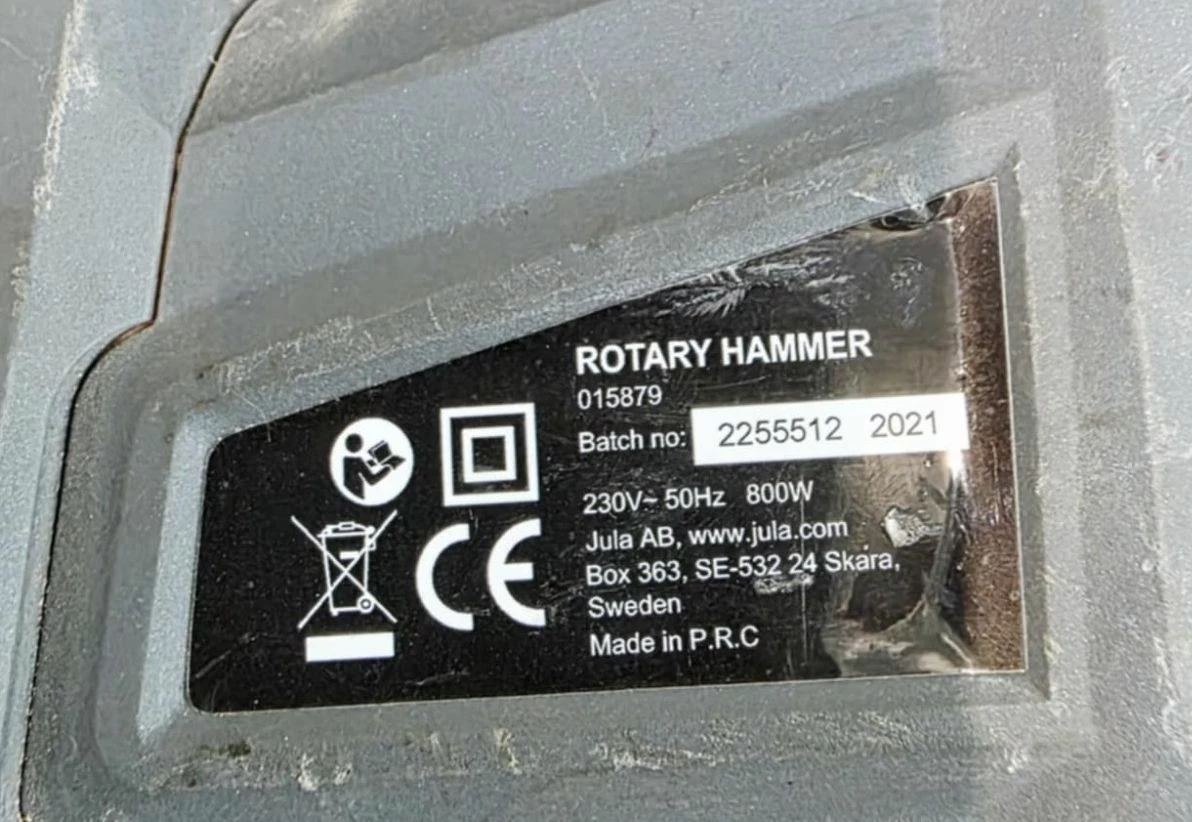 ROTARY HAMMER
015879
Batch no: 2255512 2021
230V~ 50Hz 800W
Jula AB, www.jula.com
Box 363, SE-532 24 Skara,
Sweden
Made in P.R.C
CE